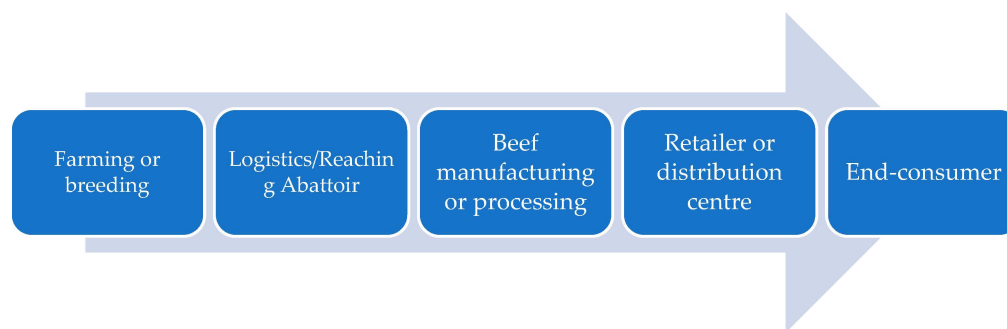 Farming or
breeding
Logistics/Reachin
g Abattoir
Beef
manufacturing
or processing
Retailer or
distribution
centre
End-consumer